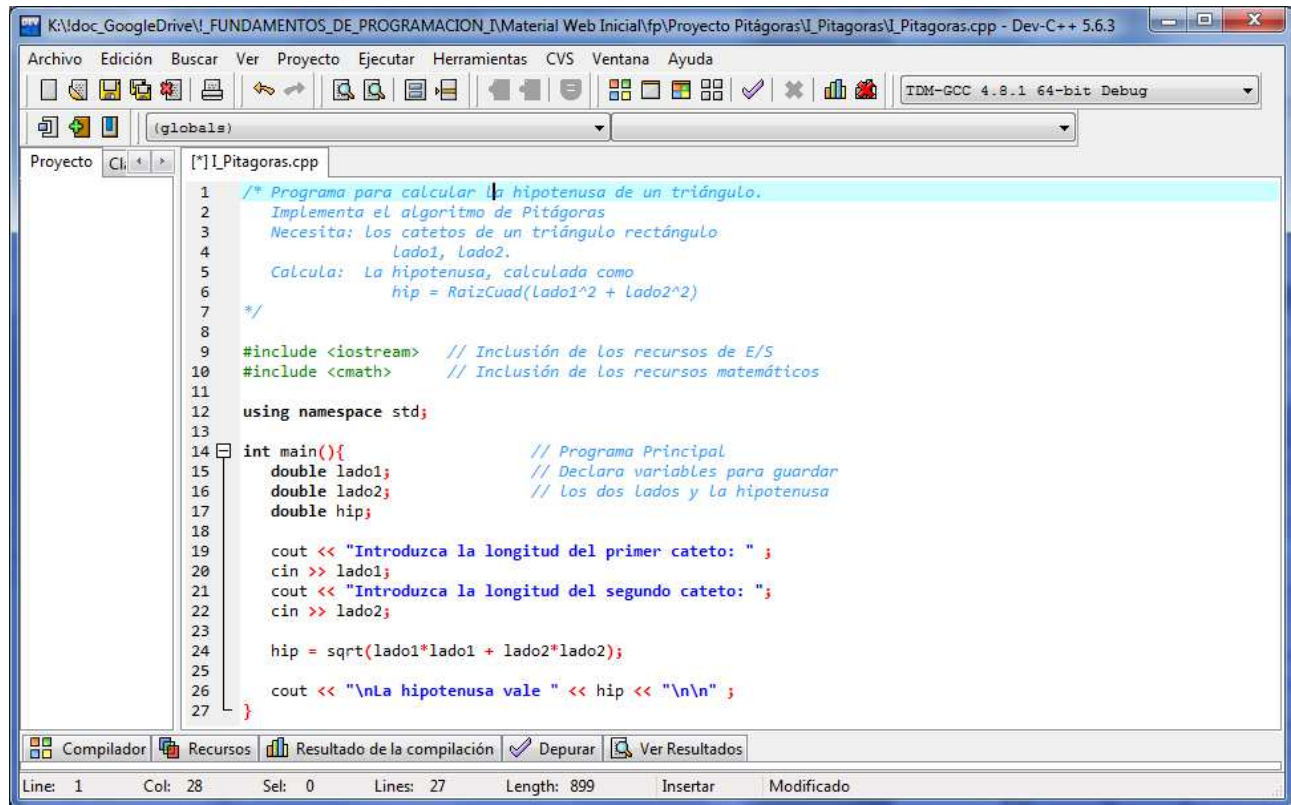 K:\!doc_GoogleDrive\!_FUNDAMENTOS_DE_PROGRAMACION_I\Material Web Inicial\fp\Proyecto Pitágoras\I_Pitagoras\I_Pitagoras.cpp - Dev-C++ 5.6.3
Archivo Edición Buscar Ver Proyecto Ejecutar Herramientas CVS Ventana Ayuda
TDM-GCC 4.8.1 64-bit Debug
(globals)
Proyecto Cl [*] I_Pitagoras.cpp
1 /* Programa para calcular la hipotenusa de un triángulo.
2 Implementa el algoritmo de Pitágoras
3 Necesita: los catetos de un triángulo rectángulo
4 lado1, lado2.
5 Calcula: La hipotenusa, calculada como
6 hip = RaizCuad(lado1^2 + lado2^2)
7 */
8
9 #include <iostream> // Inclusión de los recursos de E/S
10 #include <cmath> // Inclusión de los recursos matemáticos
11
12 using namespace std;
13
14 int main(){ // Programa Principal
15 double lado1; // Declara variables para guardar
16 double lado2; // los dos lados y la hipotenusa
17 double hip;
18
19 cout << "Introduzca la longitud del primer cateto: " ;
20 cin >> lado1;
21 cout << "Introduzca la longitud del segundo cateto: ";
22 cin >> lado2;
23
24 hip = sqrt(lado1*lado1 + lado2*lado2);
25
26 cout << "\nLa hipotenusa vale " << hip << "\n\n" ;
27 }
Compilador Recursos Resultado de la compilación Depurar Ver Resultados
Line: 1 Col: 28 Sel: 0 Lines: 27 Length: 899 Insertar Modificado